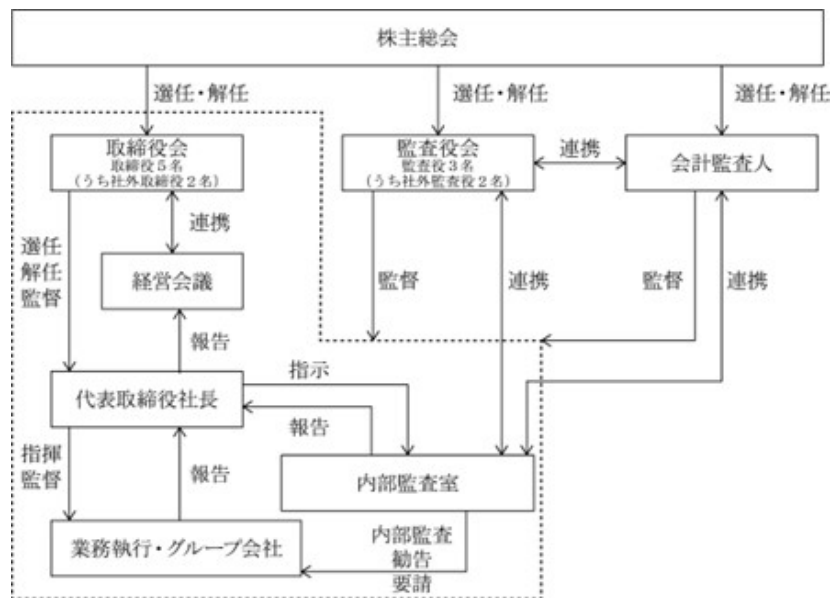 株主総会
選任・解任
選任・解任
選任・解任
取締役会
取締役5名
(うち社外取締役2名)
監査役会
監査役3名
(うち社外監査役2名)
連携
会計監査人
連携
選任
解任
監督
経営会議
監督
連携
監督
連携
報告
指示
代表取締役社長
報告
指揮
監督
報告
内部監査室
業務執行・グループ会社
内部監査
勧告
要請